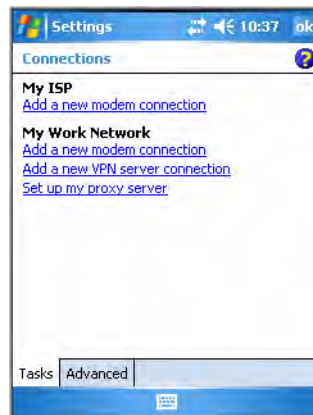 Settings 10:37 ok
Connections ?
My ISP
Add a new modem connection
My Work Network
Add a new modem connection
Add a new VPN server connection
Set up my proxy server
Tasks Advanced